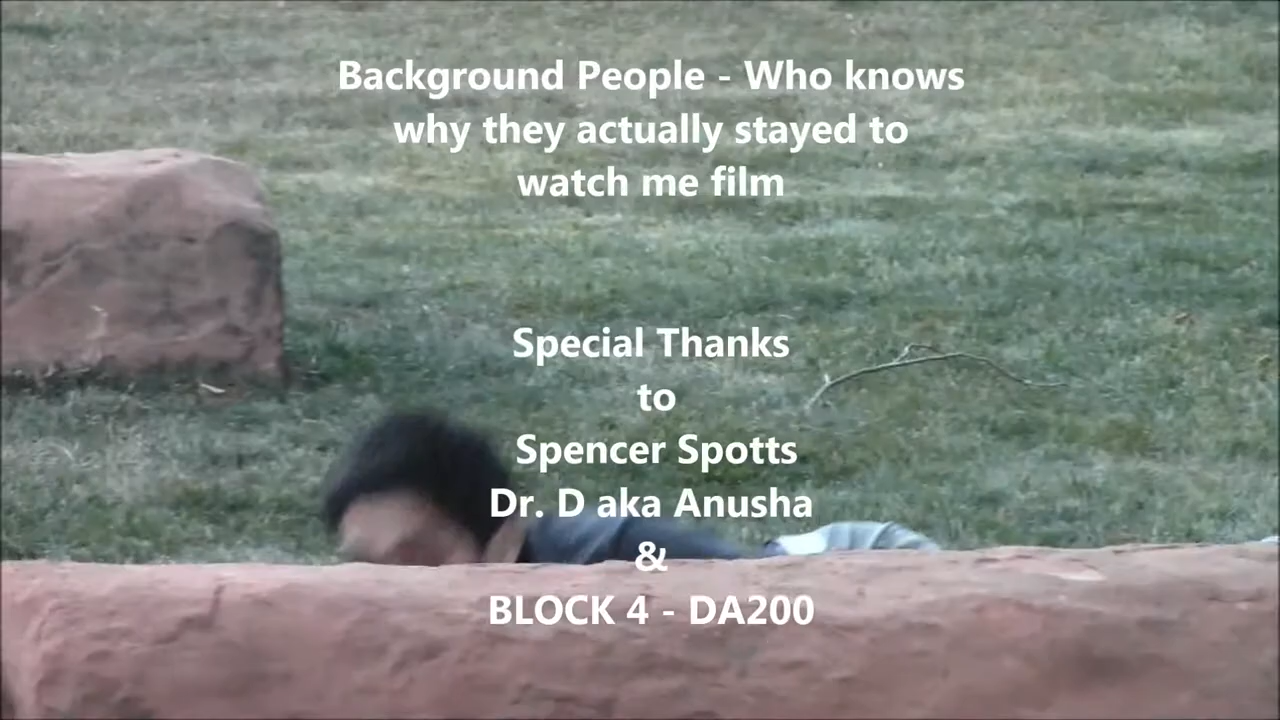 Background People - Who knows
why they actually stayed to
watch me film
Special Thanks
to
Spencer Spotts
Dr. D aka Anusha
&
BLOCK 4 - DA200